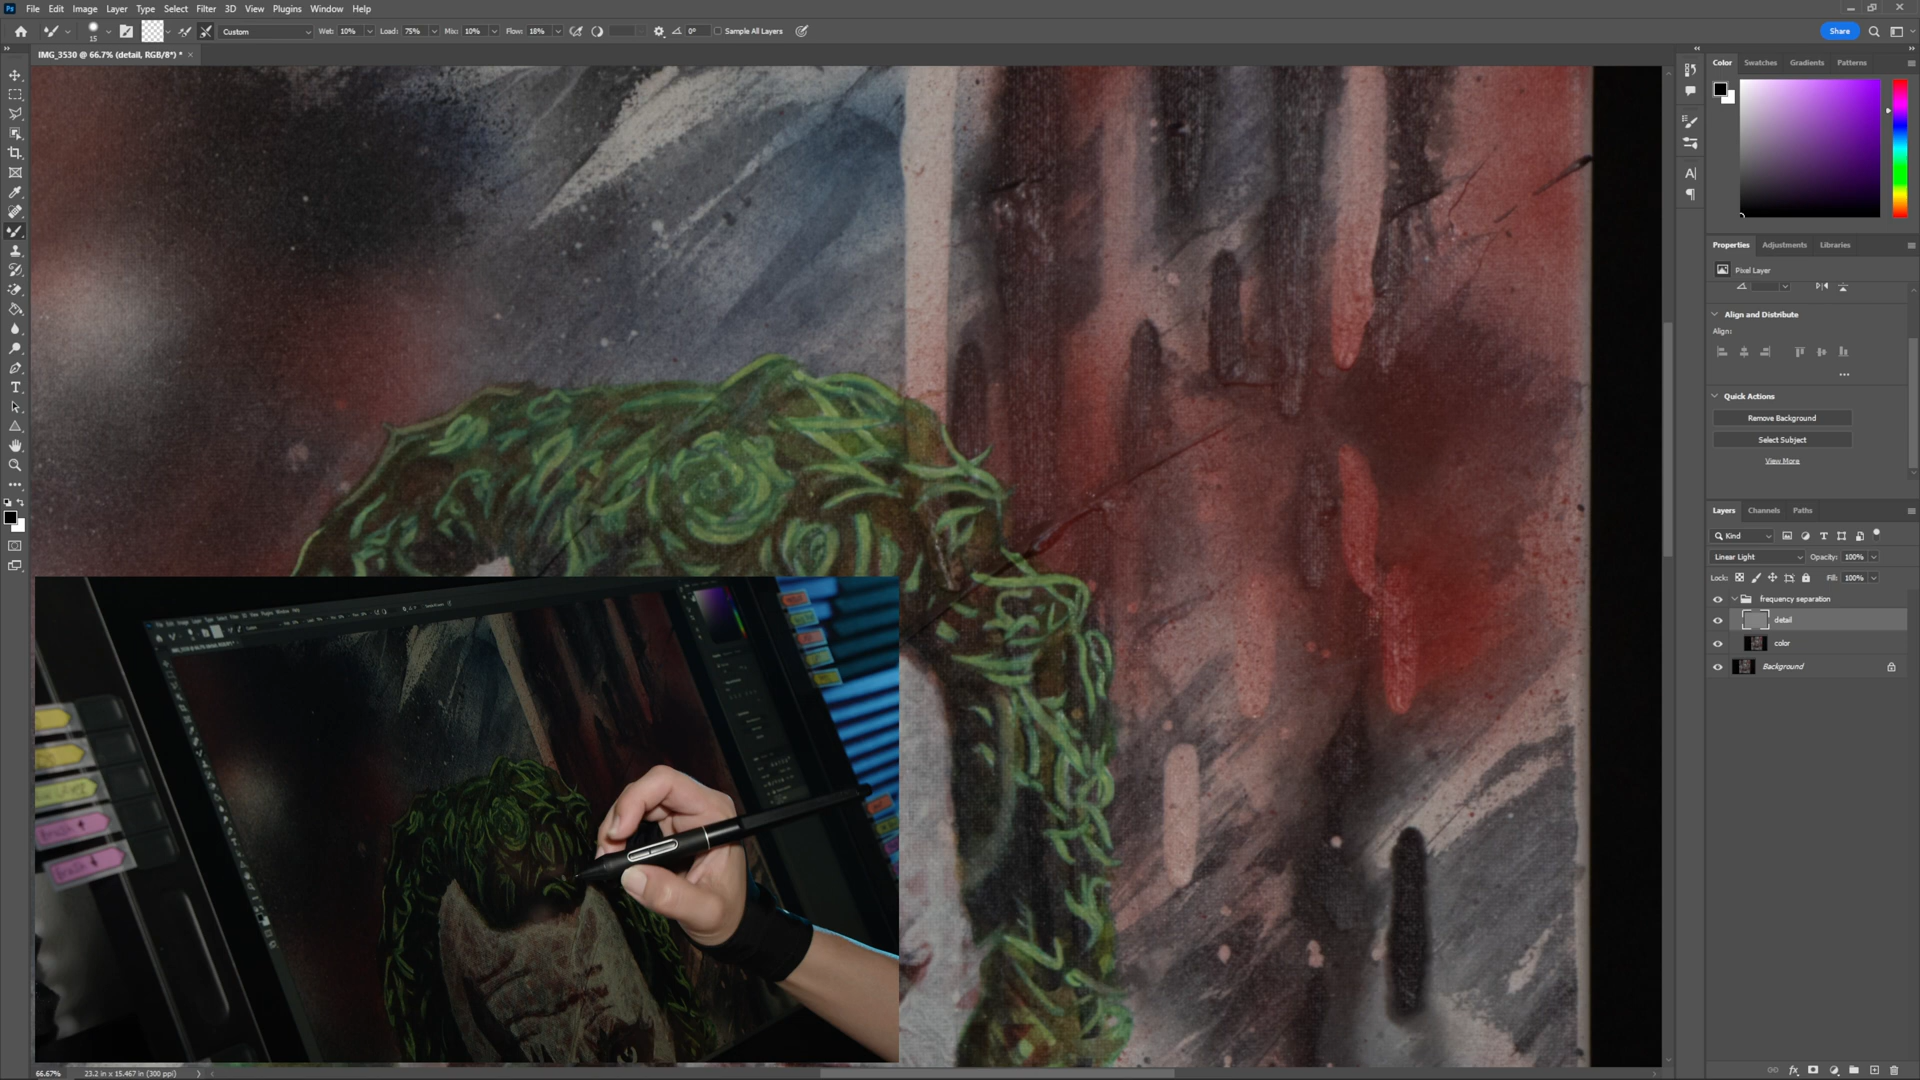 Ps File Edit Image Layer Type Select Filter 3D View Plugins Window Help
15 Custom Wet: 10% Load: 75% Mix: 10% Flow: 18% 0° Sample All Layers Share
IMG_3530 @ 66.7% (detail, RGB/8*) * ×
Color Swatches Gradients Patterns
Properties Adjustments Libraries
Pixel Layer
Align and Distribute
Align:
Quick Actions
Remove Background
Select Subject
View More
Layers Channels Paths
Kind
Linear Light Opacity: 100%
Lock: Fill: 100%
frequency separation
detail
color
Background
66.67% 23.2 in x 15.467 in (300 ppi)